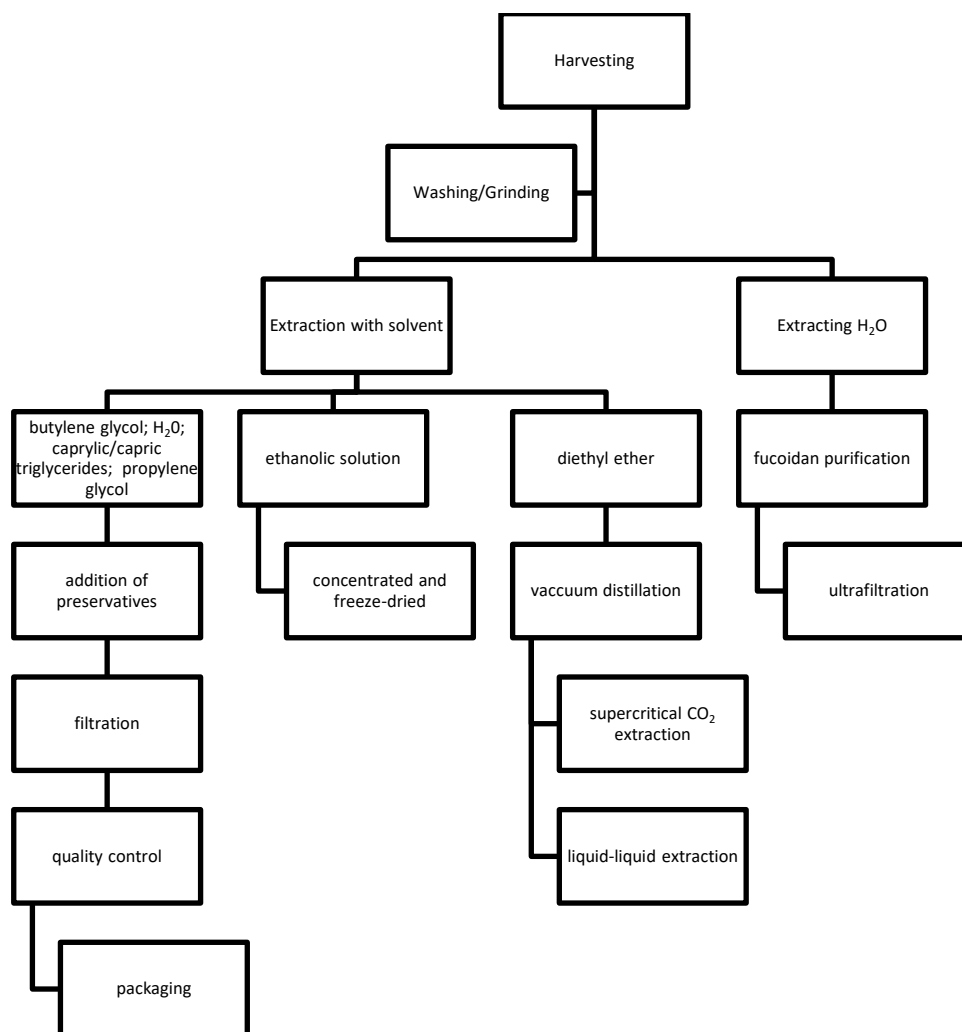 Harvesting
Washing/Grinding
Extraction with solvent
Extracting H₂O
butylene glycol; H₂0;
caprylic/capric
triglycerides; propylene
glycol
ethanolic solution
diethyl ether
fucoidan purification
addition of
preservatives
concentrated and
freeze-dried
vaccuum distillation
ultrafiltration
filtration
supercritical CO₂
extraction
quality control
liquid-liquid extraction
packaging